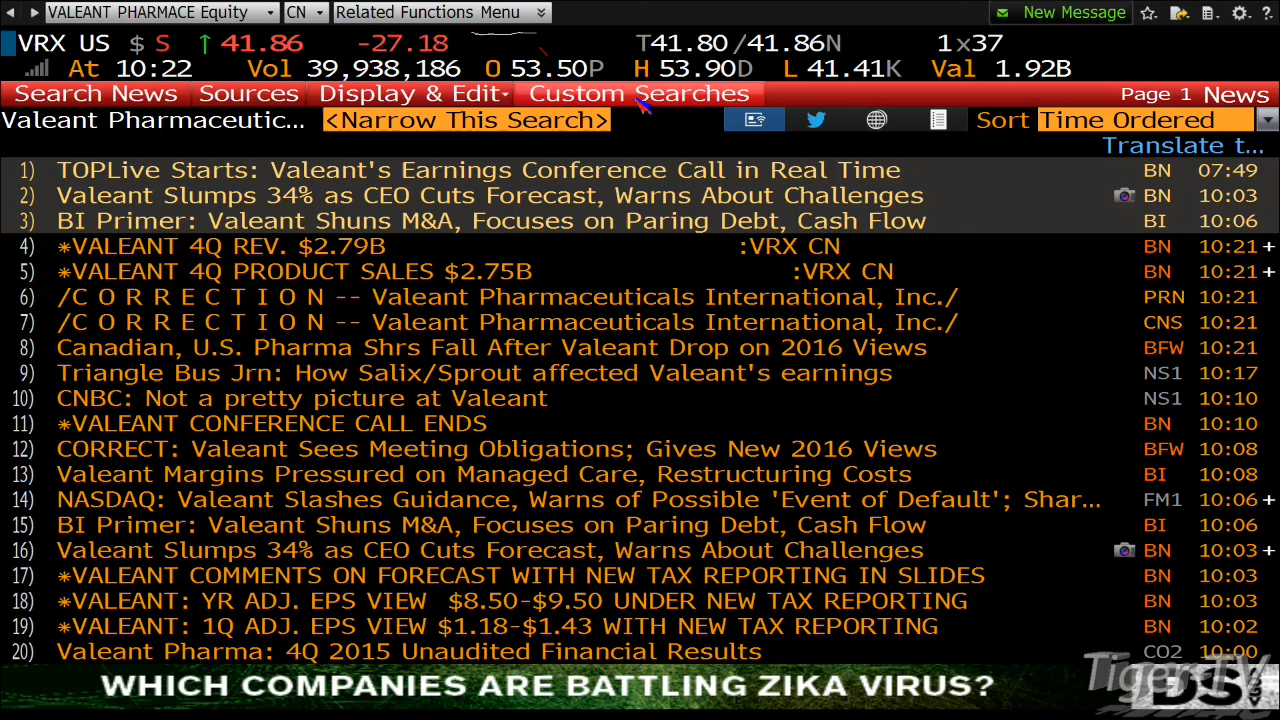 VALEANT PHARMACE Equity CN Related Functions Menu New Message
VRX US $ S ↑ 41.86 -27.18 T41.80 /41.86N 1 x37
At 10:22 Vol 39,938,186 O 53.50P H 53.90D L 41.41K Val 1.92B
Search News Sources Display & Edit Custom Searches Page 1 News
Valeant Pharmaceutic... <Narrow This Search> Sort Time Ordered
Translate t...
1) TOPLive Starts: Valeant's Earnings Conference Call in Real Time BN 07:49
2) Valeant Slumps 34% as CEO Cuts Forecast, Warns About Challenges BN 10:03
3) BI Primer: Valeant Shuns M&A, Focuses on Paring Debt, Cash Flow BI 10:06
4) *VALEANT 4Q REV. $2.79B :VRX CN BN 10:21 +
5) *VALEANT 4Q PRODUCT SALES $2.75B :VRX CN BN 10:21 +
6) /C O R R E C T I O N -- Valeant Pharmaceuticals International, Inc./ PRN 10:21
7) /C O R R E C T I O N -- Valeant Pharmaceuticals International, Inc./ CNS 10:21
8) Canadian, U.S. Pharma Shrs Fall After Valeant Drop on 2016 Views BFW 10:21
9) Triangle Bus Jrn: How Salix/Sprout affected Valeant's earnings NS1 10:17
10) CNBC: Not a pretty picture at Valeant NS1 10:10
11) *VALEANT CONFERENCE CALL ENDS BN 10:10
12) CORRECT: Valeant Sees Meeting Obligations; Gives New 2016 Views BFW 10:08
13) Valeant Margins Pressured on Managed Care, Restructuring Costs BI 10:08
14) NASDAQ: Valeant Slashes Guidance, Warns of Possible 'Event of Default'; Shar... FM1 10:06 +
15) BI Primer: Valeant Shuns M&A, Focuses on Paring Debt, Cash Flow BI 10:06
16) Valeant Slumps 34% as CEO Cuts Forecast, Warns About Challenges BN 10:03 +
17) *VALEANT COMMENTS ON FORECAST WITH NEW TAX REPORTING IN SLIDES BN 10:03
18) *VALEANT: YR ADJ. EPS VIEW $8.50-$9.50 UNDER NEW TAX REPORTING BN 10:03
19) *VALEANT: 1Q ADJ. EPS VIEW $1.18-$1.43 WITH NEW TAX REPORTING BN 10:02
20) Valeant Pharma: 4Q 2015 Unaudited Financial Results CO2 10:00
WHICH COMPANIES ARE BATTLING ZIKA VIRUS?
TigerTV